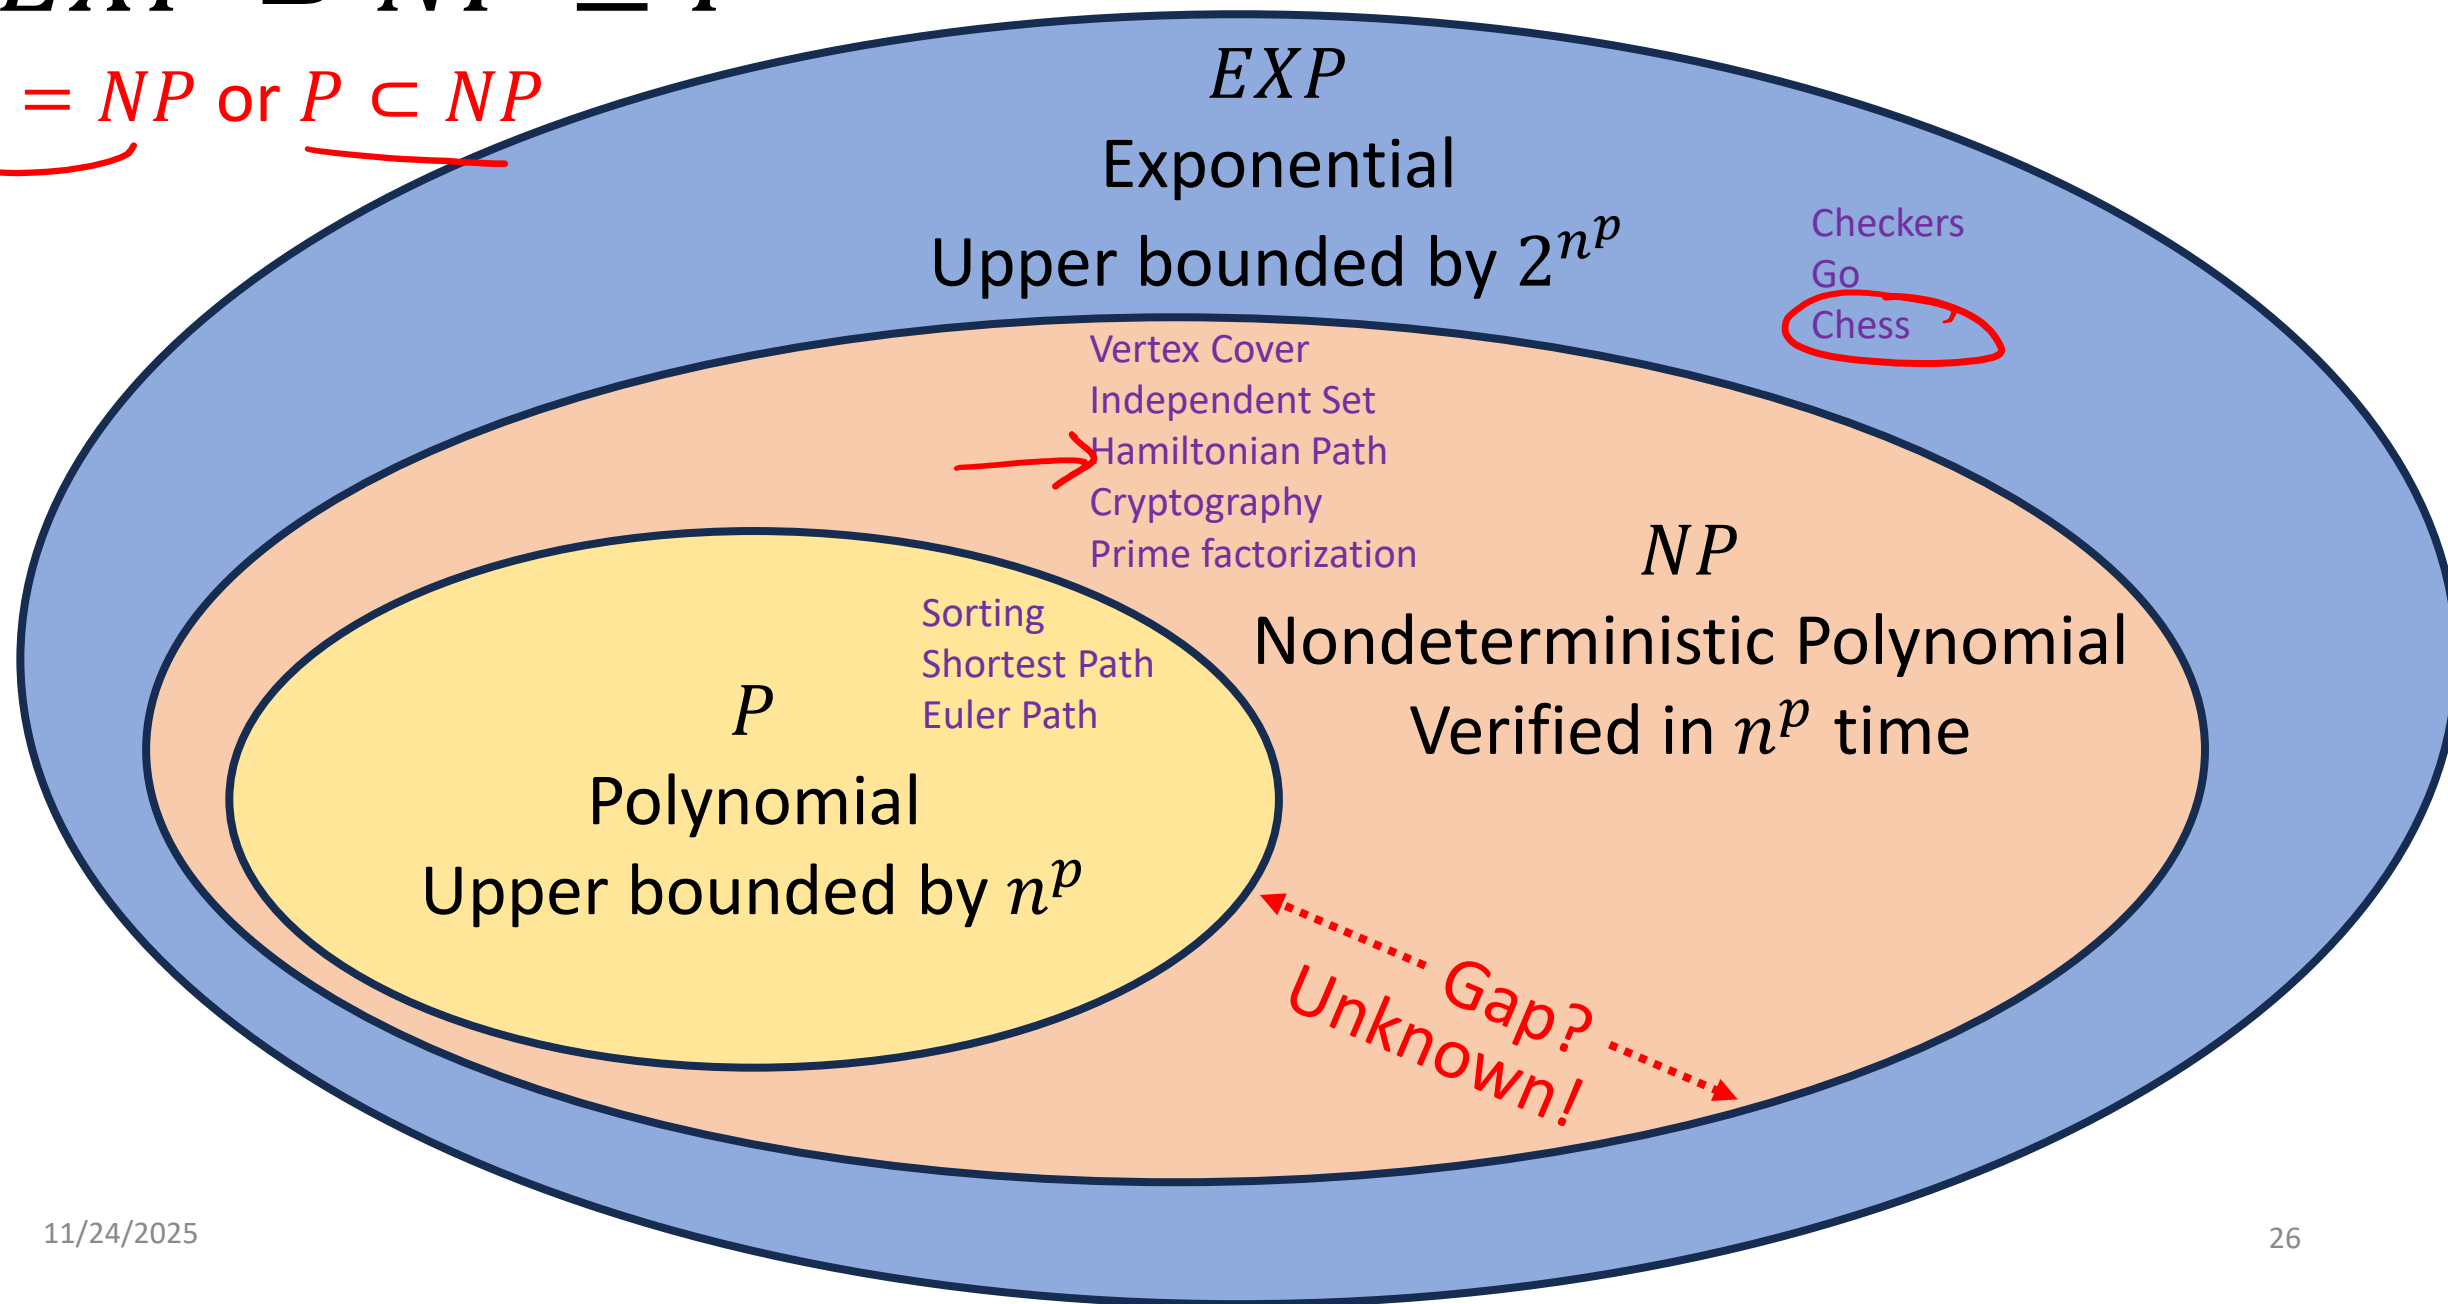 EXP ⊇ NP ⊇ P
= NP or P ⊂ NP
EXP
Exponential
Upper bounded by 2^{n^p}
Checkers
Go
Chess
Vertex Cover
Independent Set
Hamiltonian Path
Cryptography
Prime factorization
NP
Nondeterministic Polynomial
Verified in n^p time
Sorting
Shortest Path
Euler Path
P
Polynomial
Upper bounded by n^p
Gap?
Unknown!
11/24/2025
26